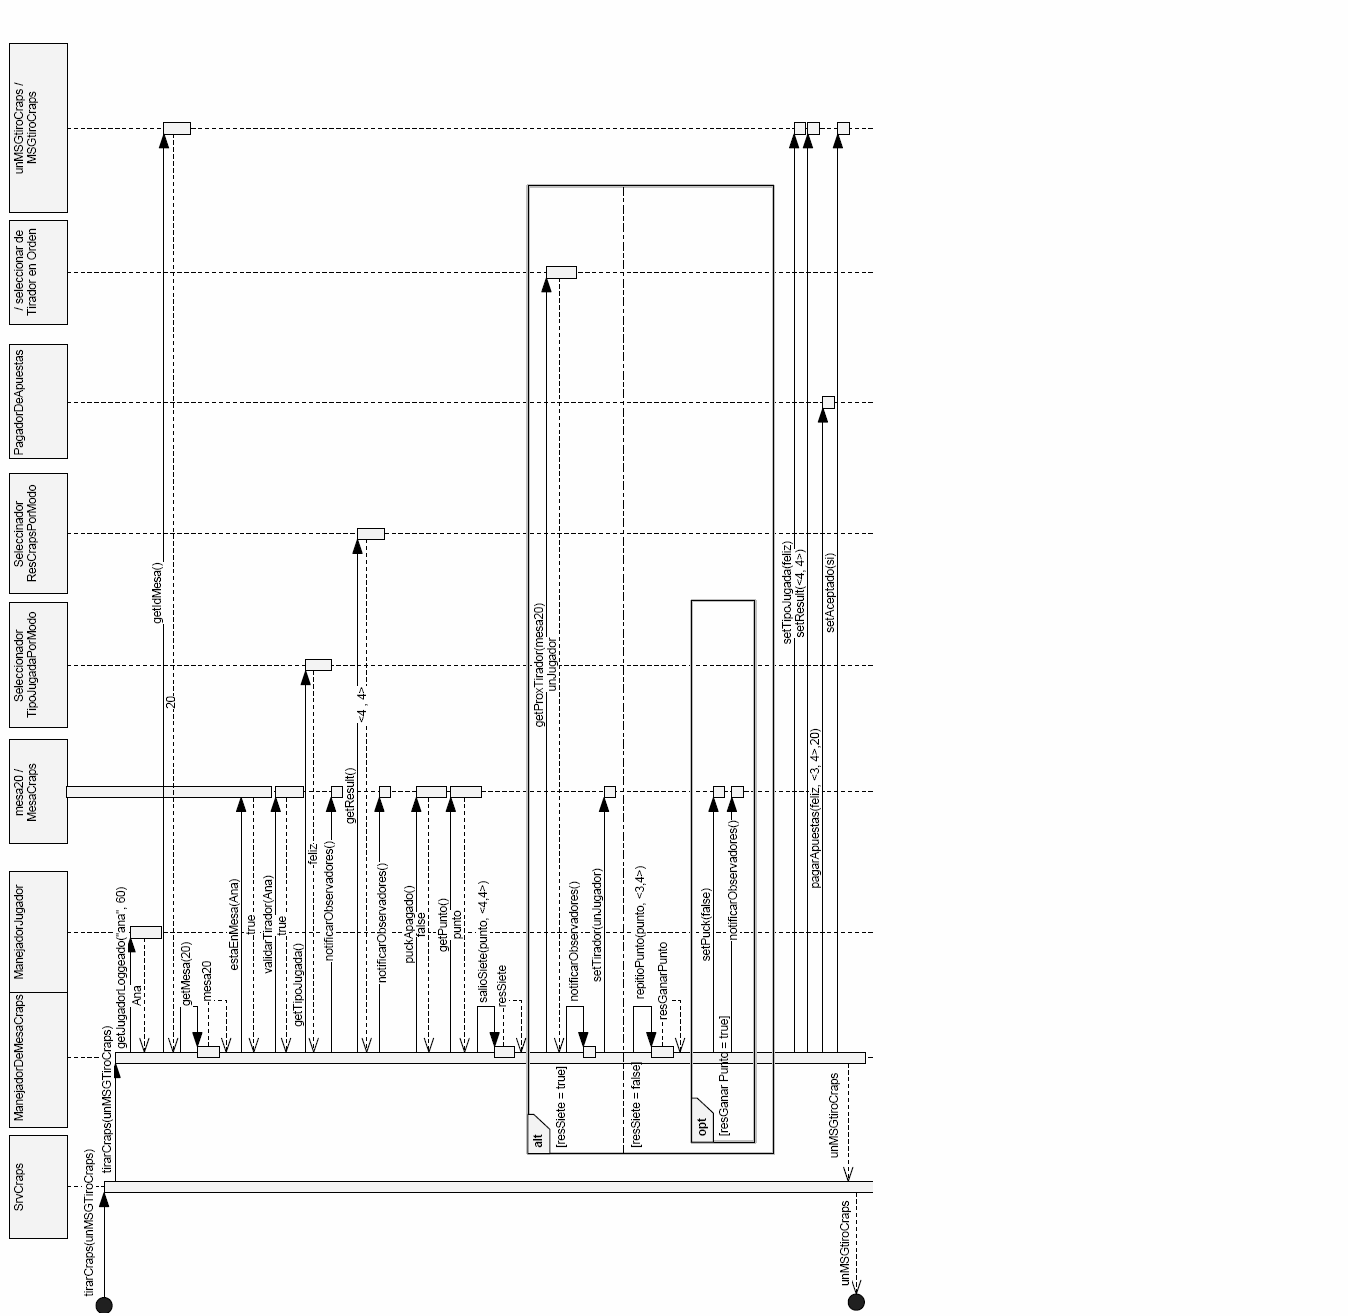 SrvCraps
ManejadorDeMesaCraps
ManejadorJugador
mesa20 /
MesaCraps
Seleccionador
TipoJugadaPorModo
Seleccinador
ResCrapsPorModo
PagadorDeApuestas
/ seleccionar de
Tirador en Orden
unMSGtiroCraps /
MSGtiroCraps
tirarCraps(unMSGTiroCraps)
tirarCraps(unMSGTiroCraps)
getJugadorLoggeado("ana", 60)
Ana
getIdMesa()
20
getMesa(20)
mesa20
estaEnMesa(Ana)
true
validarTirador(Ana)
true
getTipoJugada()
feliz
notificarObservadores()
getResult()
<4 , 4>
notificarObservadores()
puckApagado()
false
getPunto()
punto
salioSiete(punto, <4,4>)
resSiete
alt
[resSiete = true]
getProxTirador(mesa20)
unJugador
notificarObservadores()
setTirador(unJugador)
[resSiete = false]
repitioPunto(punto, <3,4>)
resGanarPunto
opt
[resGanar Punto = true]
setPuck(false)
notificarObservadores()
setTipoJugada(feliz)
setResult(<4, 4>)
pagarApuestas(feliz, <3, 4>,20)
setAceptado(si)
unMSGtiroCraps
unMSGtiroCraps